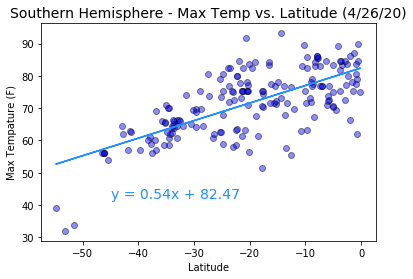 Southern Hemisphere - Max Temp vs. Latitude (4/26/20)
Max Tempature (F)
90
80
70
60
50
40
30
y = 0.54x + 82.47
−50 −40 −30 −20 −10 0
Latitude